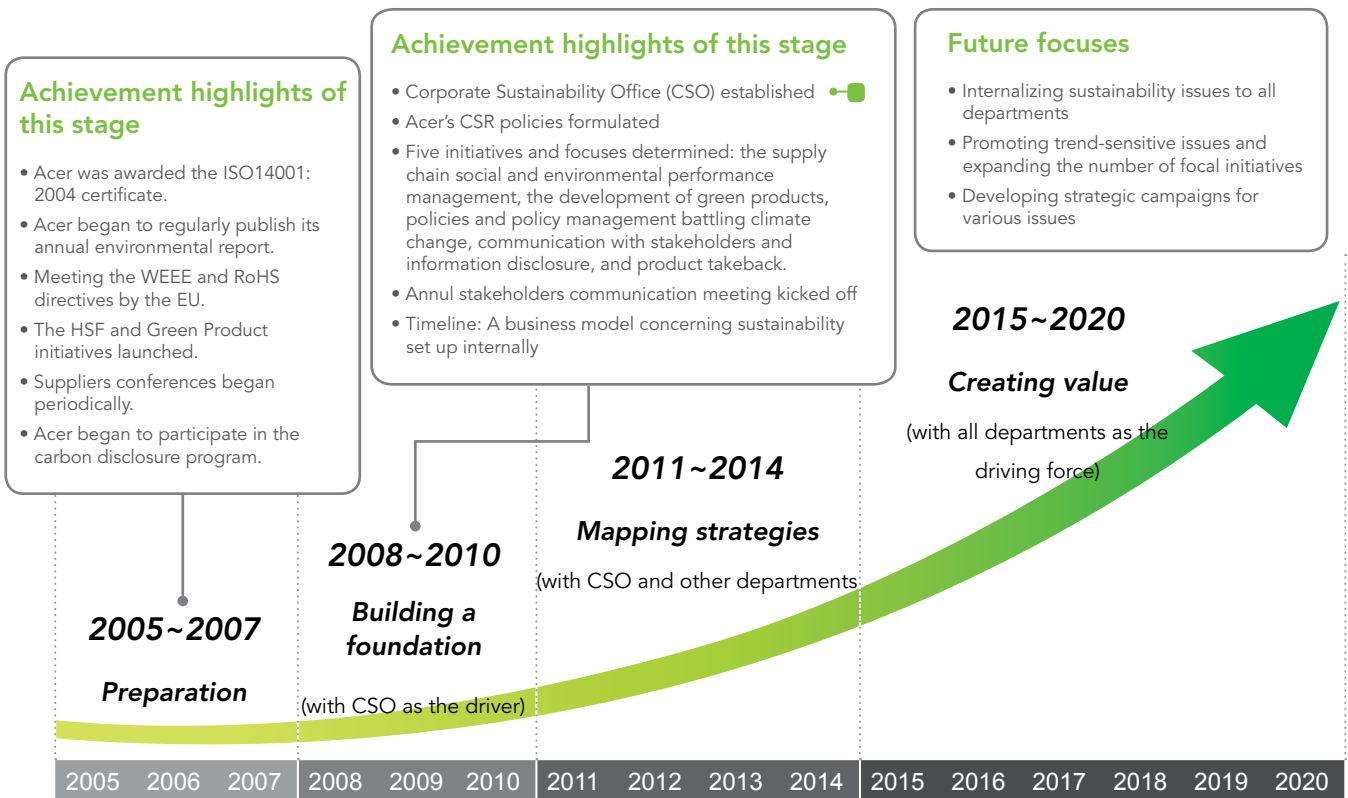 Achievement highlights of
this stage
• Acer was awarded the ISO14001:
2004 certificate.
• Acer began to regularly publish its
annual environmental report.
• Meeting the WEEE and RoHS
directives by the EU.
• The HSF and Green Product
initiatives launched.
• Suppliers conferences began
periodically.
• Acer began to participate in the
carbon disclosure program.
Achievement highlights of this stage
• Corporate Sustainability Office (CSO) established
• Acer’s CSR policies formulated
• Five initiatives and focuses determined: the supply
chain social and environmental performance
management, the development of green products,
policies and policy management battling climate
change, communication with stakeholders and
information disclosure, and product takeback.
• Annul stakeholders communication meeting kicked off
• Timeline: A business model concerning sustainability
set up internally
Future focuses
• Internalizing sustainability issues to all
departments
• Promoting trend-sensitive issues and
expanding the number of focal initiatives
• Developing strategic campaigns for
various issues
2005~2007
Preparation
2008~2010
Building a
foundation
(with CSO as the driver)
2011~2014
Mapping strategies
(with CSO and other departments
2015~2020
Creating value
(with all departments as the
driving force)
2005 2006 2007 2008 2009 2010 2011 2012 2013 2014 2015 2016 2017 2018 2019 2020